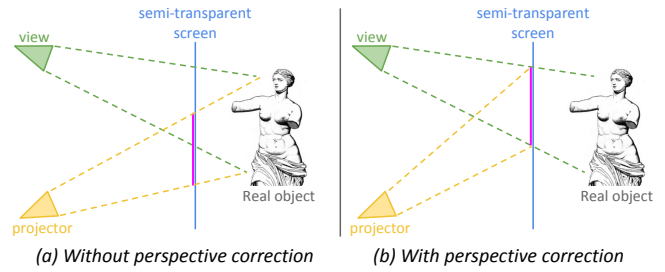 semi-transparent
screen
view
Real object
projector
(a) Without perspective correction
semi-transparent
screen
view
Real object
projector
(b) With perspective correction